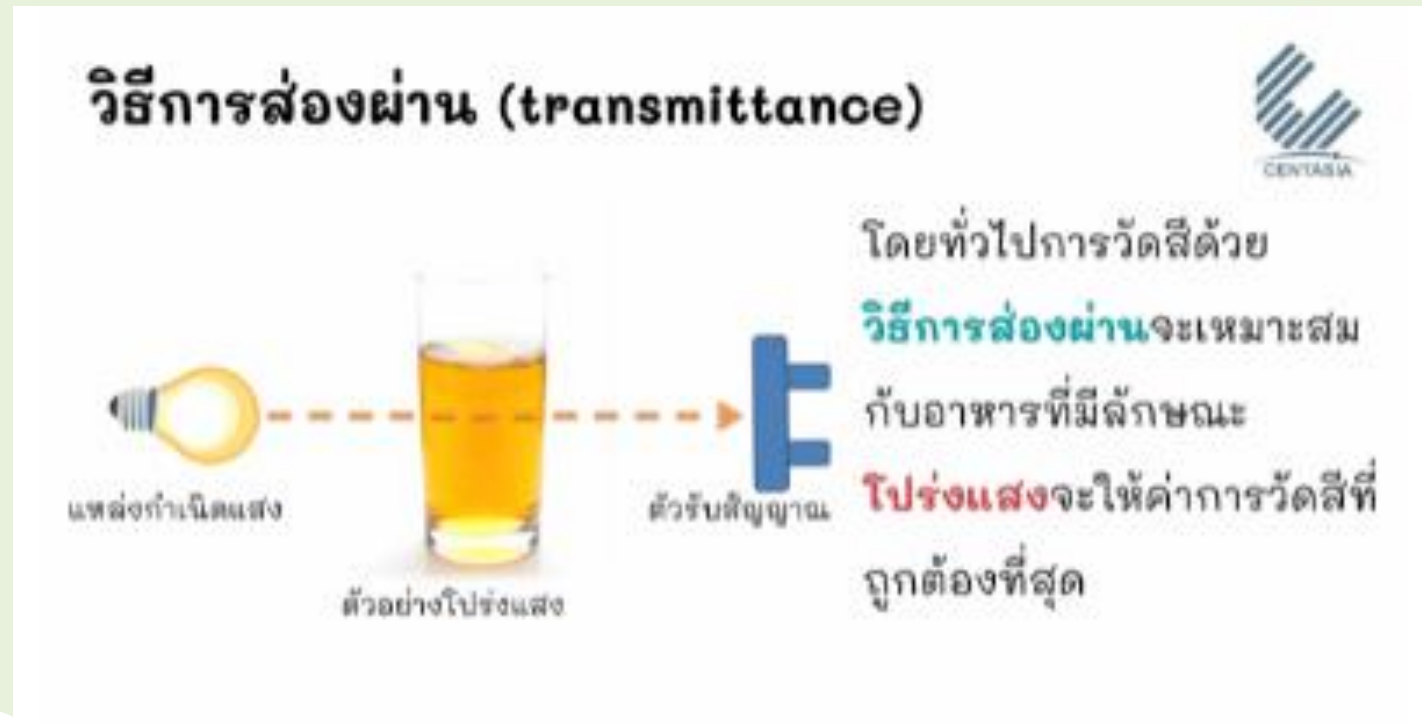 วิธีการส่องผ่าน (transmittance)
CENTASIA
โดยทั่วไปการวัดสีด้วย
วิธีการส่องผ่านจะเหมาะสม
กับอาหารที่มีลักษณะ
โปร่งแสงจะให้ค่าการวัดสีที่
ถูกต้องที่สุด
แหล่งกำเนิดแสง
ตัวรับสัญญาณ
ตัวอย่างโปร่งแสง